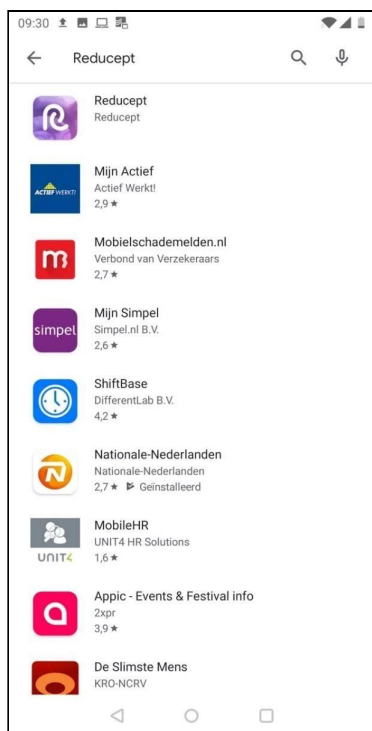 09:30
Reducept
Reducept
Reducept
Mijn Actief
Actief Werkt!
2,9 ★
ACTIEF WERKT!
Mobielschademelden.nl
Verbond van Verzekeraars
2,7 ★
m
Mijn Simpel
Simpel.nl B.V.
2,6 ★
simpel
ShiftBase
DifferentLab B.V.
4,2 ★
Nationale-Nederlanden
Nationale-Nederlanden
2,7 ★ Geïnstalleerd
MobileHR
UNIT4 HR Solutions
1,6 ★
UNIT4
Appic - Events & Festival info
2xpr
3,9 ★
De Slimste Mens
KRO-NCRV